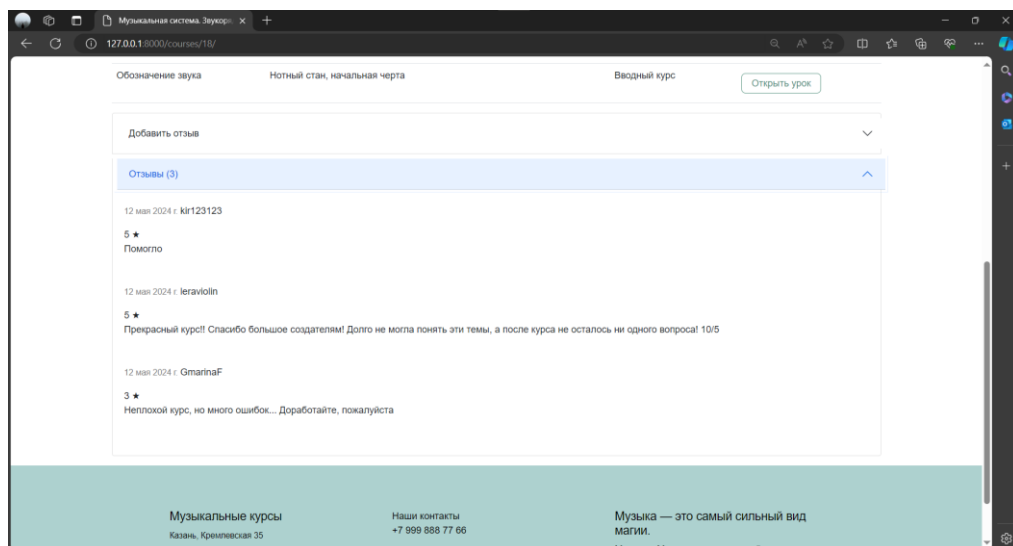 Музыкальная система. Звукоря
127.0.0.1:8000/courses/18/
Обозначение звука Нотный стан, начальная черта Вводный курс Открыть урок
Добавить отзыв
Отзывы (3)
12 мая 2024 г. kir123123
5 ★
Помогло
12 мая 2024 г. leraviolin
5 ★
Прекрасный курс!! Спасибо большое создателям! Долго не могла понять эти темы, а после курса не осталось ни одного вопроса! 10/5
12 мая 2024 г. GmarinaF
3 ★
Неплохой курс, но много ошибок... Доработайте, пожалуйста
Музыкальные курсы Наши контакты Музыка — это самый сильный вид
Казань, Кремлевская 35 +7 999 888 77 66 магии.